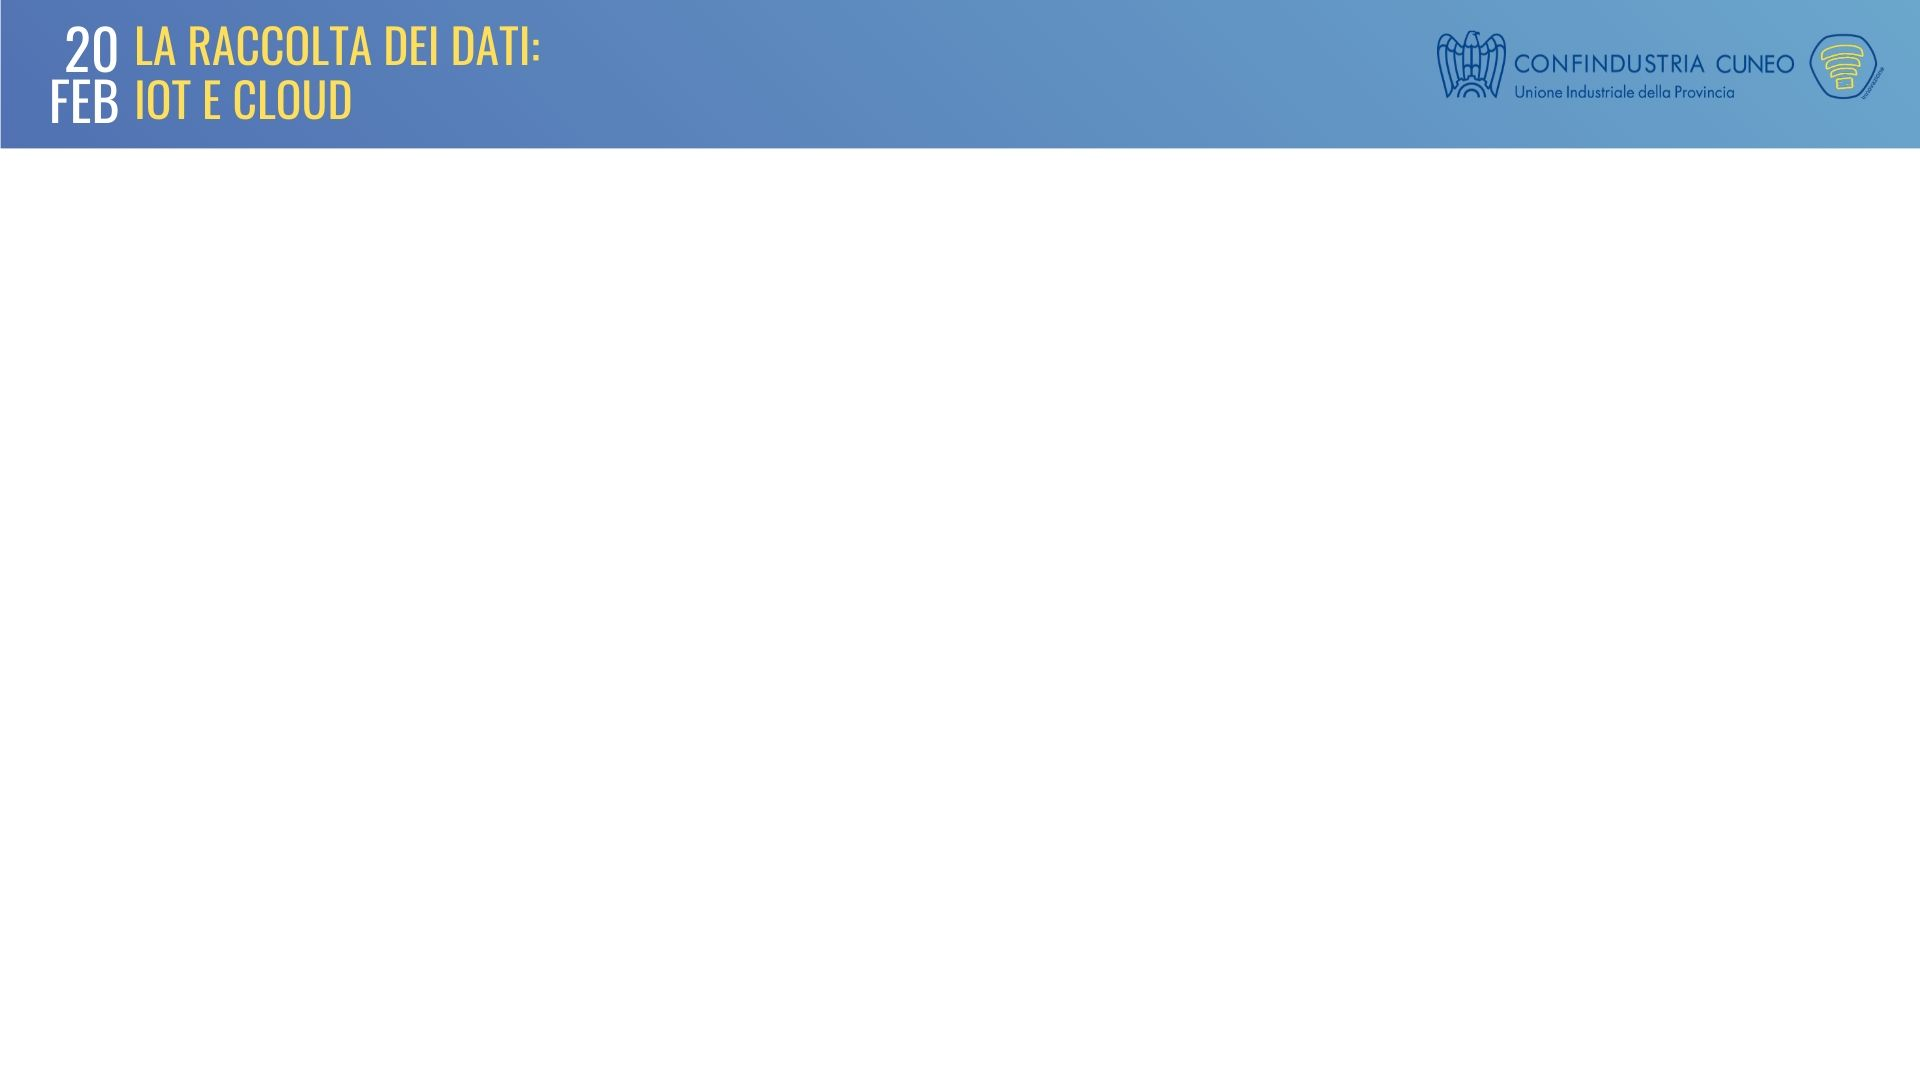 20
FEB
LA RACCOLTA DEI DATI:
IOT E CLOUD
CONFINDUSTRIA CUNEO
Unione Industriale della Provincia